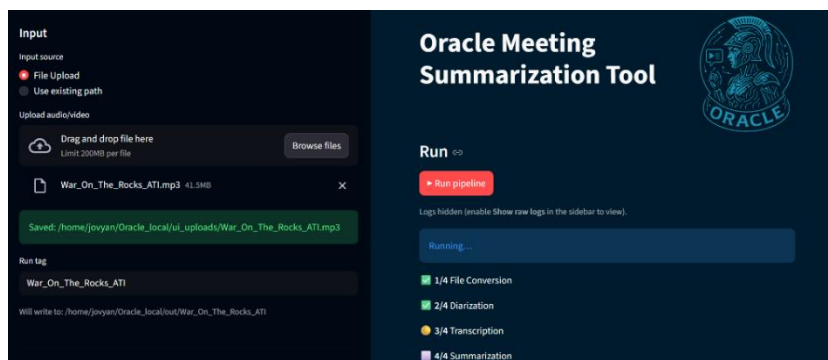 Input
Input source
File Upload
Use existing path
Upload audio/video
Drag and drop file here
Limit 200MB per file
Browse files
War_On_The_Rocks_ATI.mp3 41.5MB
Saved: /home/jovyan/Oracle_local/ui_uploads/War_On_The_Rocks_ATI.mp3
Run tag
War_On_The_Rocks_ATI
Will write to: /home/jovyan/Oracle_local/out/War_On_The_Rocks_ATI
Oracle Meeting
Summarization Tool
ORACLE
Run
Run pipeline
Logs hidden (enable Show raw logs in the sidebar to view).
Running...
1/4 File Conversion
2/4 Diarization
3/4 Transcription
4/4 Summarization